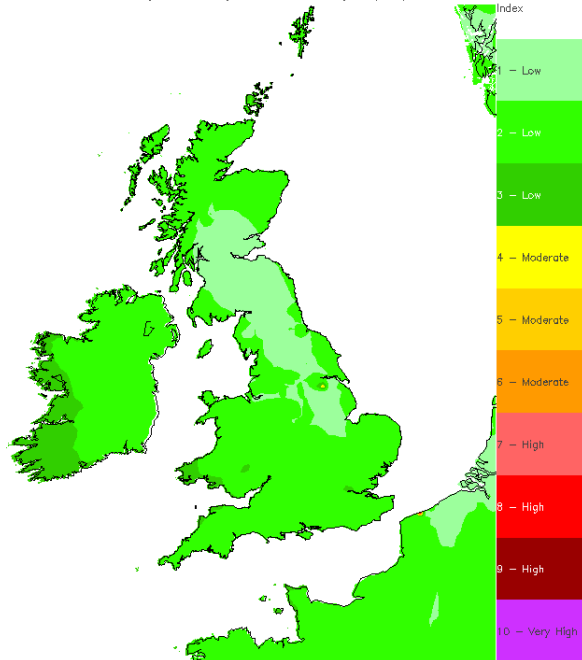 Index
1 - Low
2 - Low
3 - Low
4 - Moderate
5 - Moderate
6 - Moderate
7 - High
8 - High
9 - High
10 - Very High